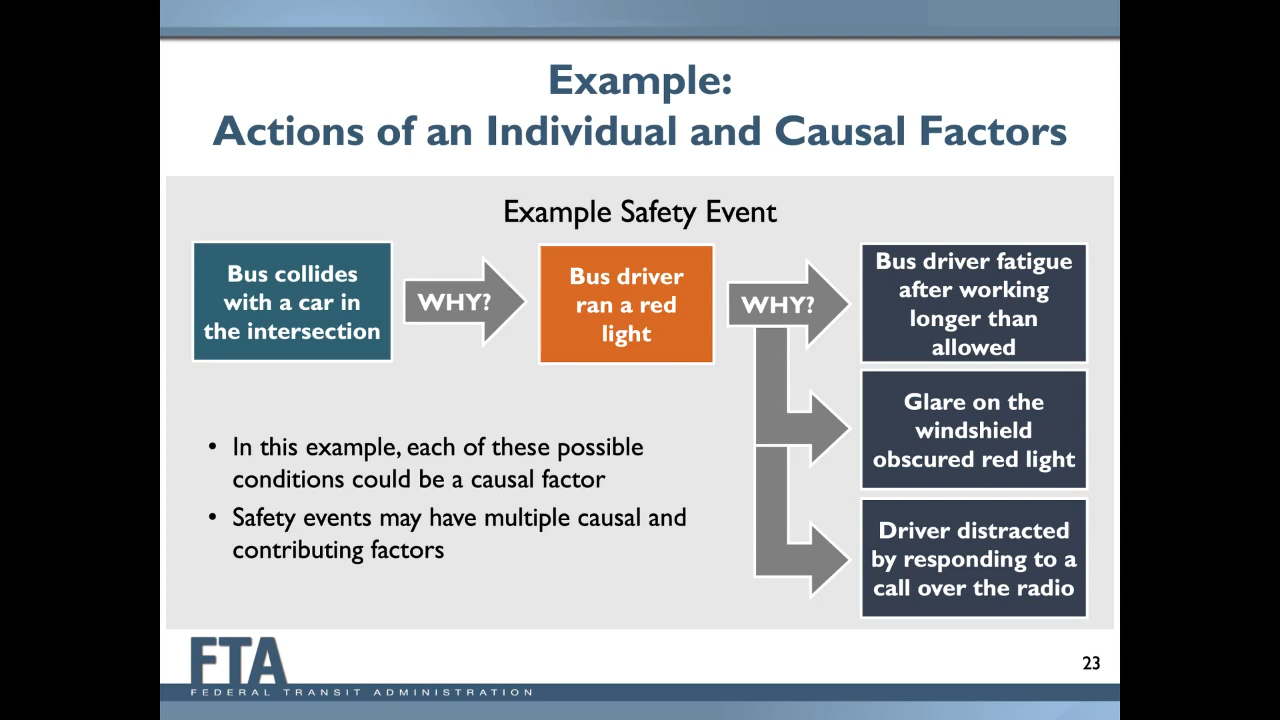 Example:
Actions of an Individual and Causal Factors
Example Safety Event
Bus collides
with a car in
the intersection
WHY?
Bus driver
ran a red
light
WHY?
Bus driver fatigue
after working
longer than
allowed
Glare on the
windshield
obscured red light
Driver distracted
by responding to a
call over the radio
• In this example, each of these possible
conditions could be a causal factor
• Safety events may have multiple causal and
contributing factors
FTA
FEDERAL TRANSIT ADMINISTRATION
23